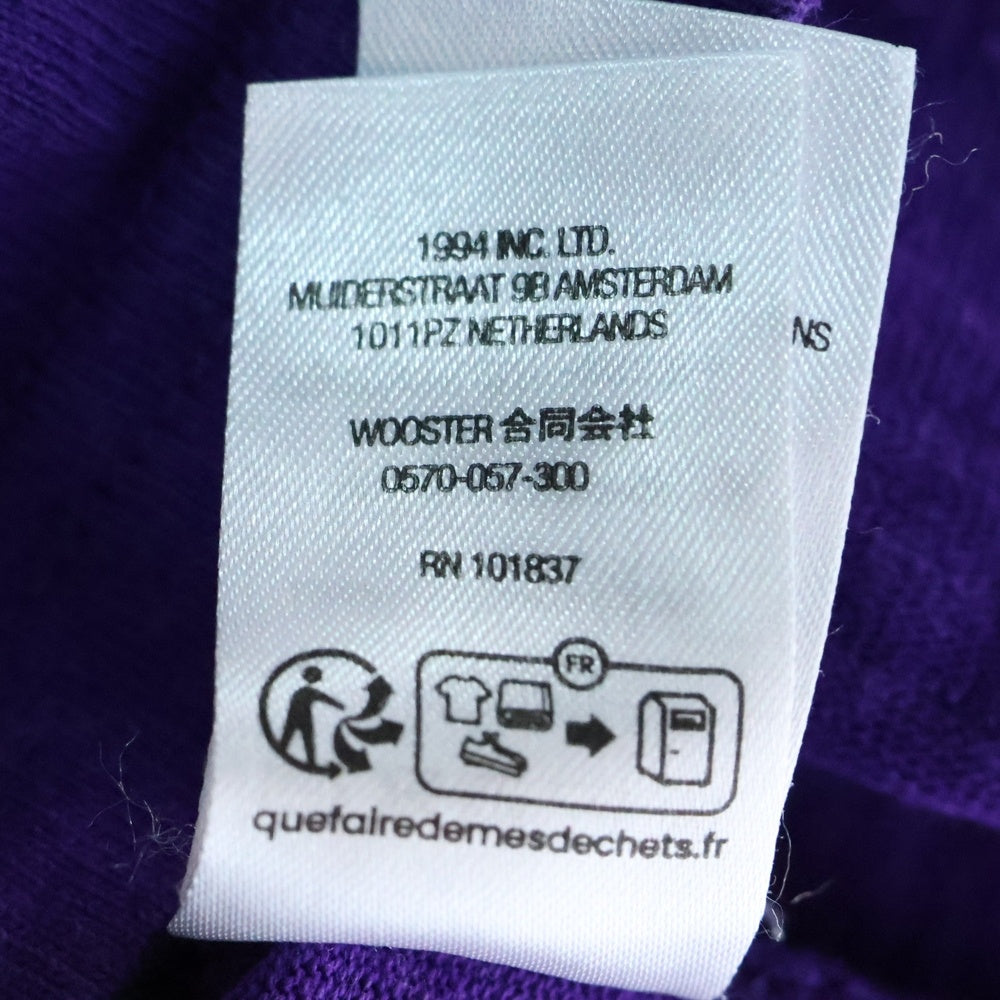 1994 INC. LTD.
MUIDERSTRAAT 9B AMSTERDAM
1011PZ NETHERLANDS
NS
WOOSTER 合同会社
0570-057-300
RN 101837
FR
quefairedemesdechets.fr